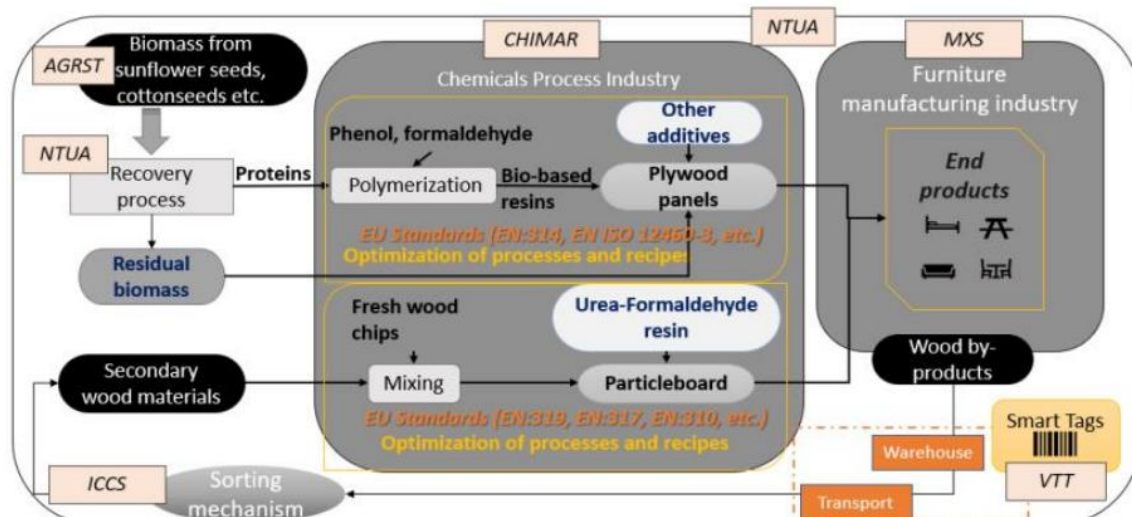 NTUA
AGRST
Biomass from
sunflower seeds,
cottonseeds etc.
NTUA
Recovery
process
Proteins
Residual
biomass
Secondary
wood materials
ICCS
Sorting
mechanism
CHIMAR
Chemicals Process Industry
Phenol, formaldehyde
Polymerization
Bio-based
resins
Other
additives
Plywood
panels
EU Standards (EN:314, EN ISO 12460-3, etc.)
Optimization of processes and recipes
Fresh wood
chips
Mixing
Urea-Formaldehyde
resin
Particleboard
EU Standards (EN:319, EN:317, EN:310, etc.)
Optimization of processes and recipes
MXS
Furniture
manufacturing industry
End
products
Wood by-
products
Smart Tags
VTT
Warehouse
Transport